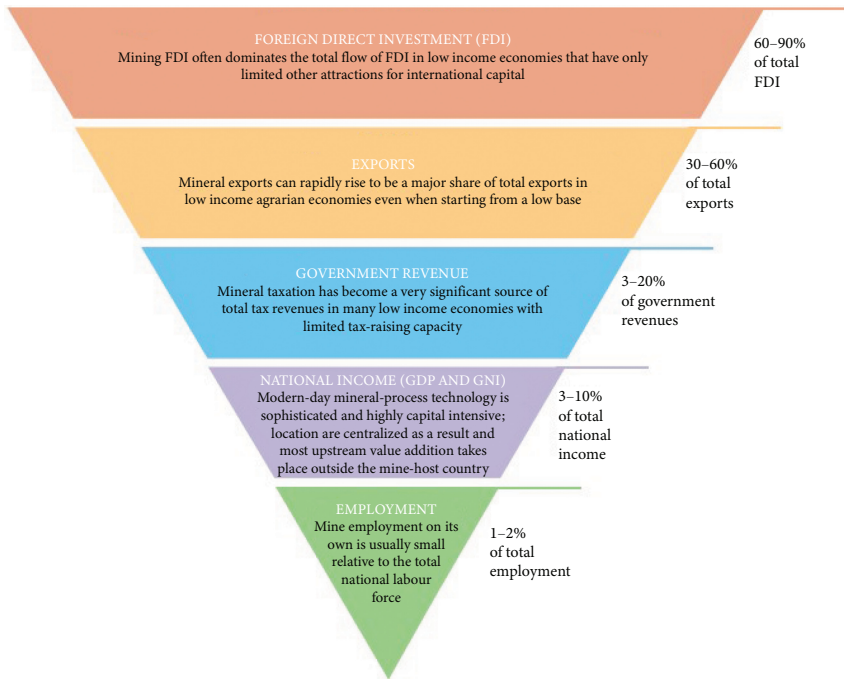 FOREIGN DIRECT INVESTMENT (FDI)
Mining FDI often dominates the total flow of FDI in low income economies that have only
limited other attractions for international capital
60–90%
of total
FDI
EXPORTS
Mineral exports can rapidly rise to be a major share of total exports in
low income agrarian economies even when starting from a low base
30–60%
of total
exports
GOVERNMENT REVENUE
Mineral taxation has become a very significant source of
total tax revenues in many low income economies with
limited tax-raising capacity
3–20%
of government
revenues
NATIONAL INCOME (GDP AND GNI)
Modern-day mineral-process technology is
sophisticated and highly capital intensive;
location are centralized as a result and
most upstream value addition takes
place outside the mine-host country
3–10%
of total
national
income
EMPLOYMENT
Mine employment on its
own is usually small
relative to the total
national labour
force
1–2%
of total
employment